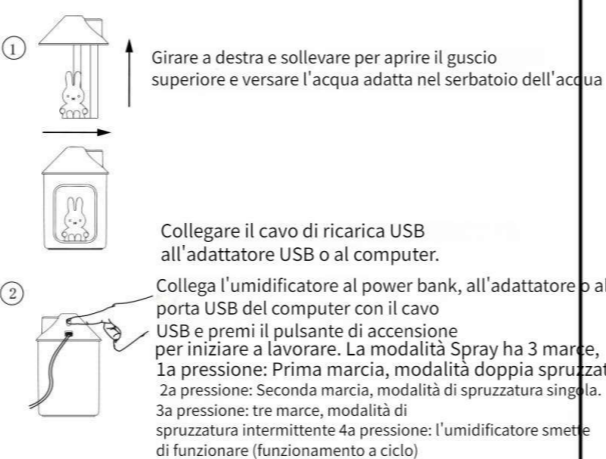 1
Girare a destra e sollevare per aprire il guscio
superiore e versare l'acqua adatta nel serbatoio dell'acqua
Collegare il cavo di ricarica USB
all'adattatore USB o al computer.
2
Collega l'umidificatore al power bank, all'adattatore o al
porta USB del computer con il cavo
USB e premi il pulsante di accensione
per iniziare a lavorare. La modalità Spray ha 3 marce,
1a pressione: Prima marcia, modalità doppia spruzzat
2a pressione: Seconda marcia, modalità di spruzzatura singola.
3a pressione: tre marce, modalità di
spruzzatura intermittente 4a pressione: l'umidificatore smette
di funzionare (funzionamento a ciclo)